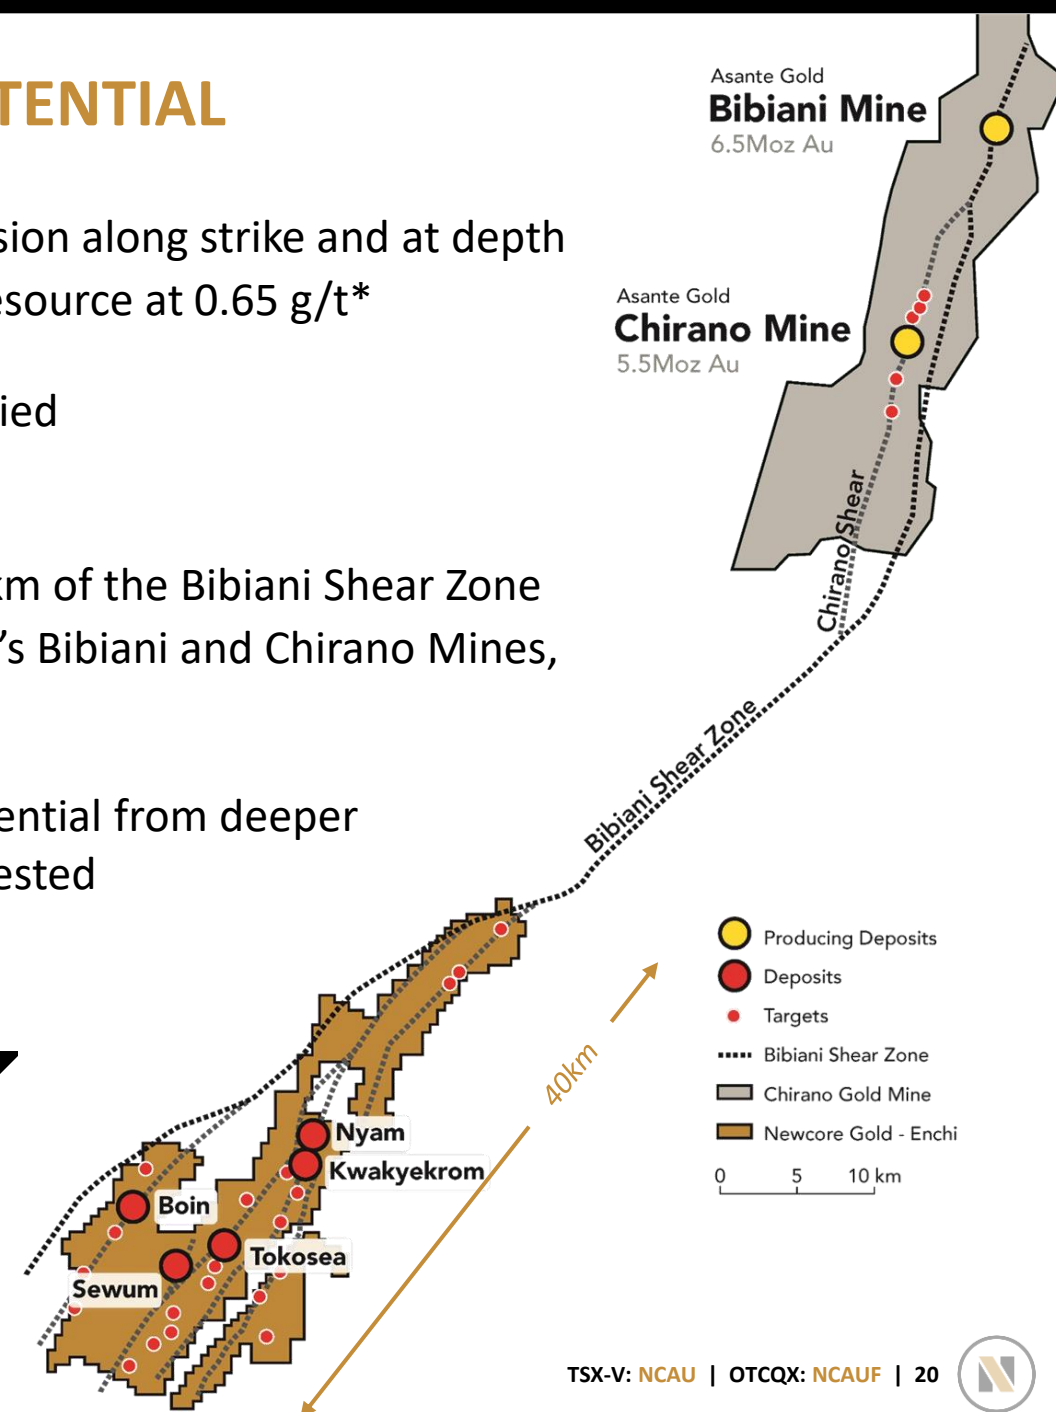 TENTIAL
sion along strike and at depth
esource at 0.65 g/t*
ied
km of the Bibiani Shear Zone
’s Bibiani and Chirano Mines,
ential from deeper
ested
Asante Gold
Bibiani Mine
6.5Moz Au
Asante Gold
Chirano Mine
5.5Moz Au
Chirano Shear
Bibiani Shear Zone
40km
Nyam
Kwakyekrom
Boin
Tokosea
Sewum
Producing Deposits
Deposits
Targets
Bibiani Shear Zone
Chirano Gold Mine
Newcore Gold - Enchi
0 5 10 km
TSX-V: NCAU | OTCQX: NCAUF | 20
N